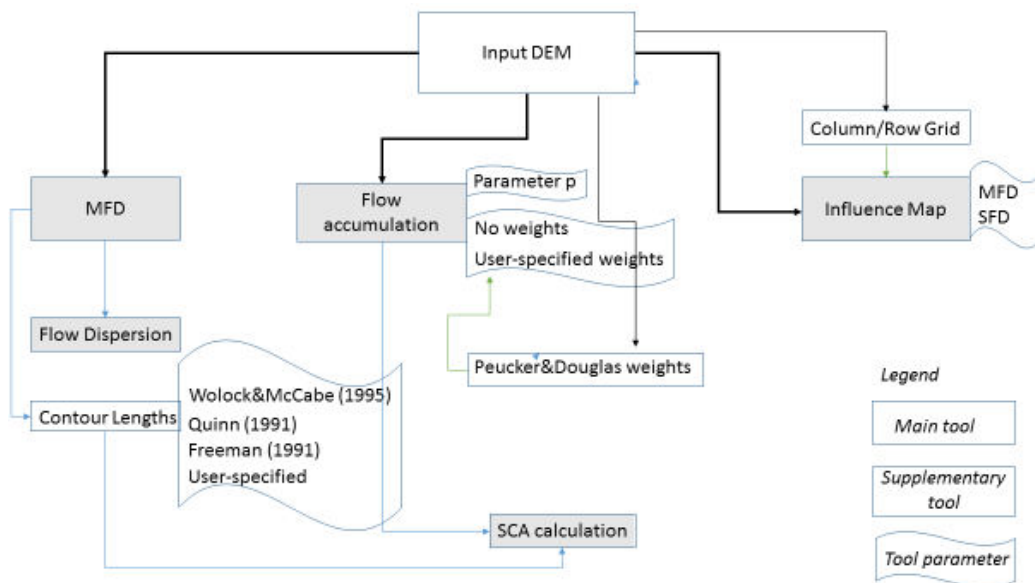 Input DEM
Column/Row Grid
MFD
Flow
accumulation
Parameter p
No weights
User-specified weights
Influence Map
MFD
SFD
Flow Dispersion
Peucker&Douglas weights
Contour Lengths
Wolock&McCabe (1995)
Quinn (1991)
Freeman (1991)
User-specified
SCA calculation
Legend
Main tool
Supplementary
tool
Tool parameter